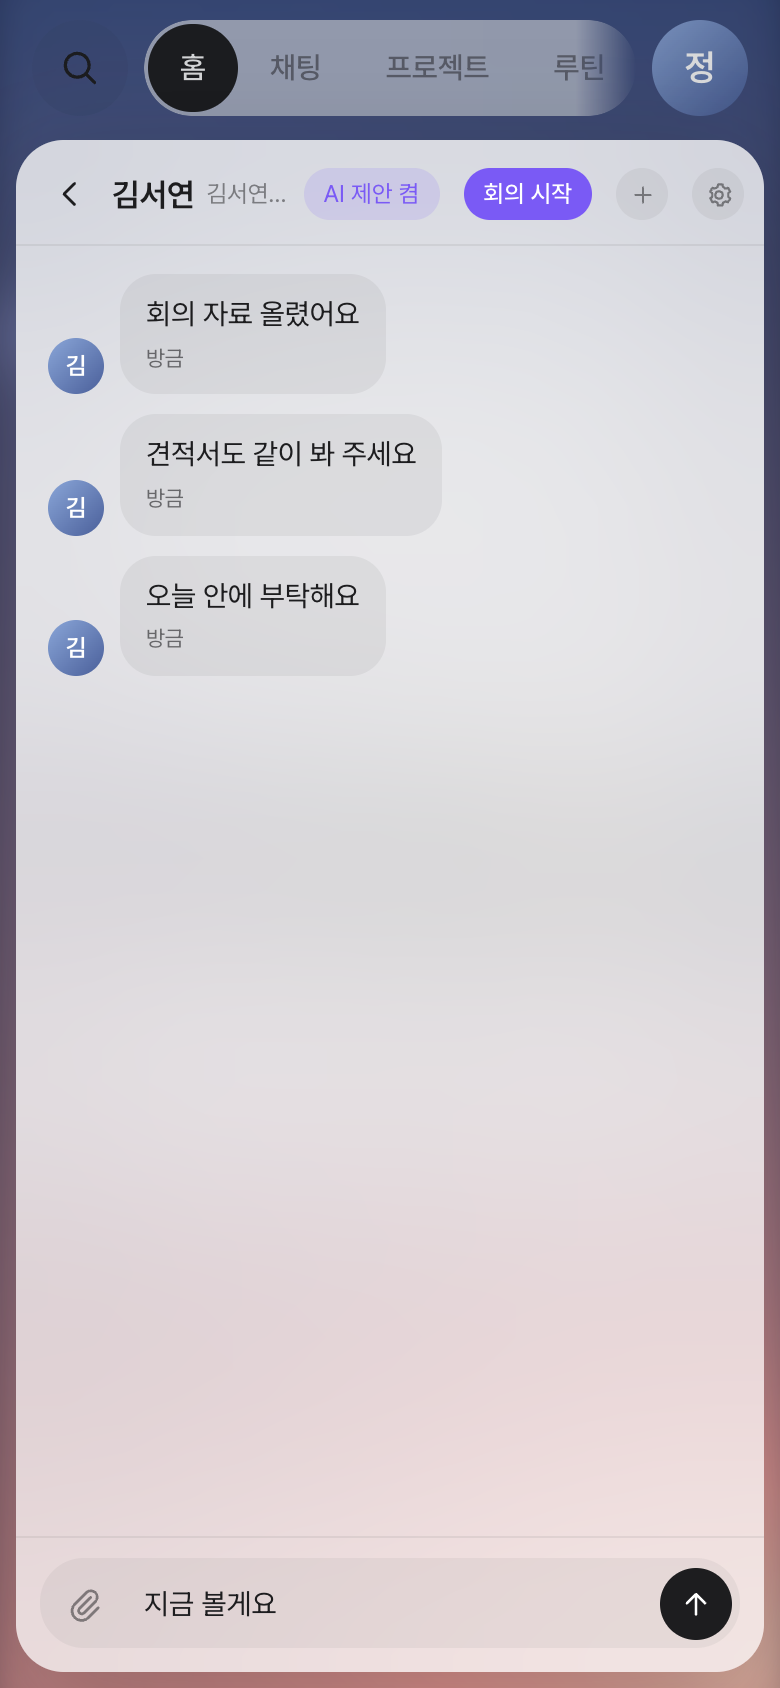 홈 채팅 프로젝트 루틴 정
김서연 김서연... AI 제안 켬 회의 시작
회의 자료 올렸어요
방금
김
견적서도 같이 봐 주세요
방금
김
오늘 안에 부탁해요
방금
김
지금 볼게요